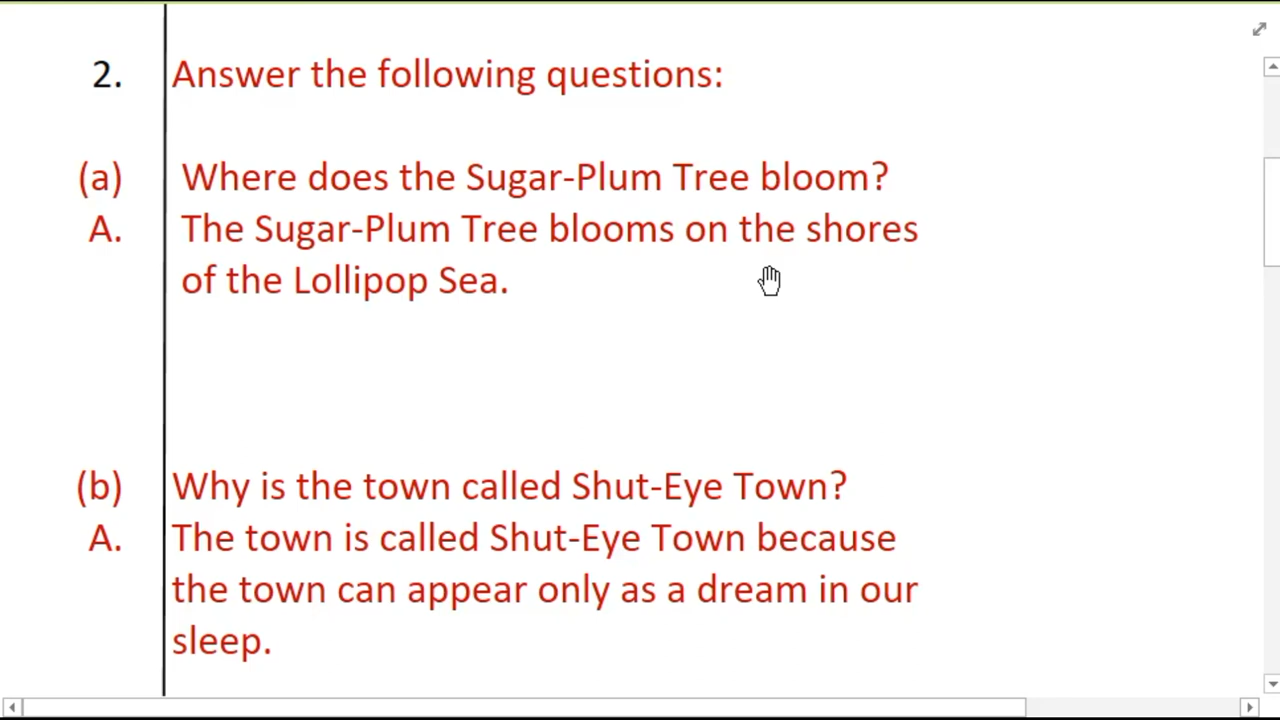 2. Answer the following questions:
(a) Where does the Sugar-Plum Tree bloom?
A. The Sugar-Plum Tree blooms on the shores
of the Lollipop Sea.
(b) Why is the town called Shut-Eye Town?
A. The town is called Shut-Eye Town because
the town can appear only as a dream in our
sleep.